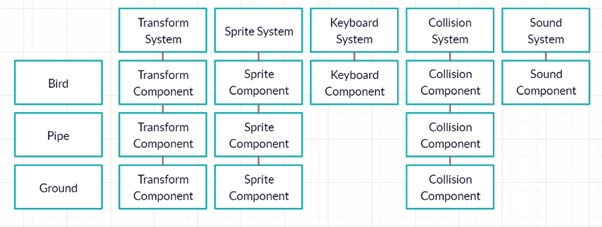 Transform
System
Sprite System
Keyboard
System
Collision
System
Sound
System
Bird
Transform
Component
Sprite
Component
Keyboard
Component
Collision
Component
Sound
Component
Pipe
Transform
Component
Sprite
Component
Collision
Component
Ground
Transform
Component
Sprite
Component
Collision
Component